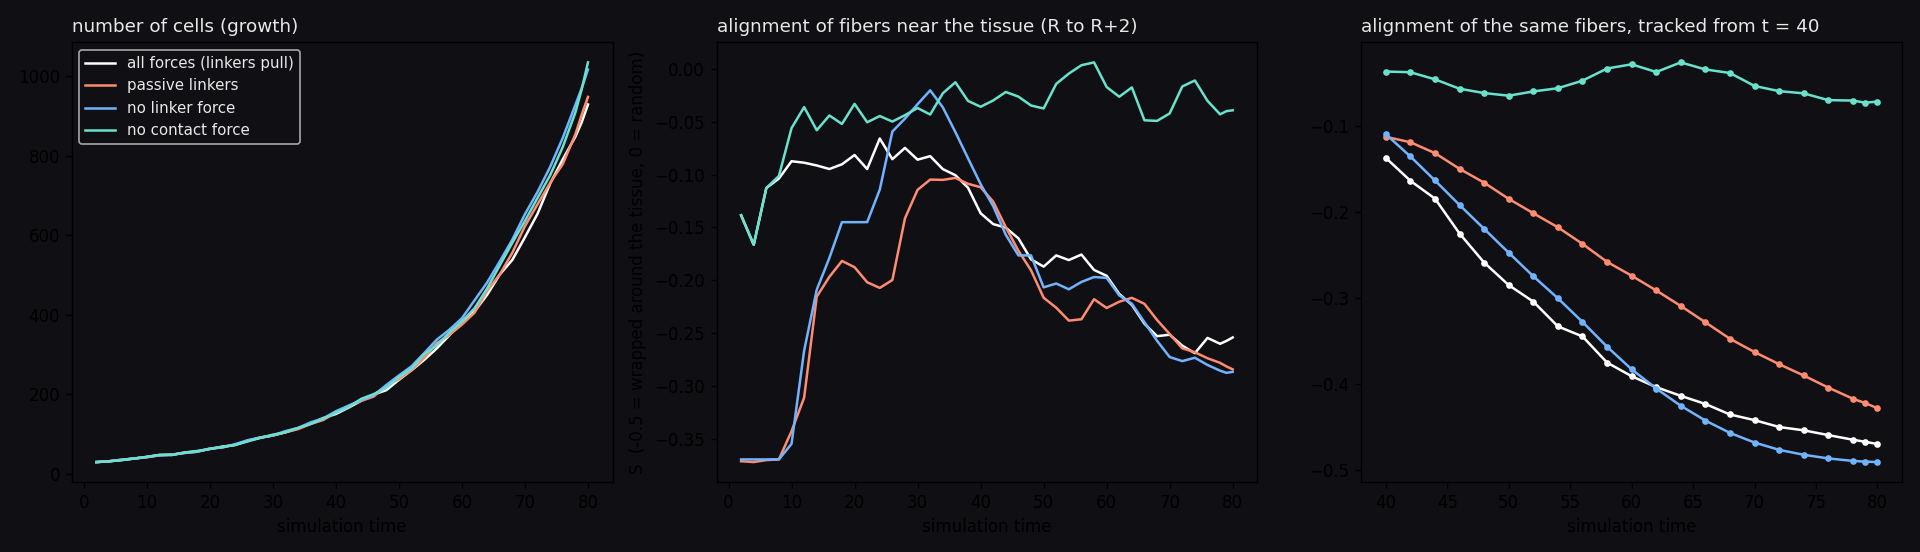 number of cells (growth)
all forces (linkers pull)
passive linkers
no linker force
no contact force
1000
800
600
400
200
0
0 10 20 30 40 50 60 70 80
simulation time
alignment of fibers near the tissue (R to R+2)
S (-0.5 = wrapped around the tissue, 0 = random)
0.00
−0.05
−0.10
−0.15
−0.20
−0.25
−0.30
−0.35
0 10 20 30 40 50 60 70 80
simulation time
alignment of the same fibers, tracked from t = 40
−0.1
−0.2
−0.3
−0.4
−0.5
40 45 50 55 60 65 70 75 80
simulation time